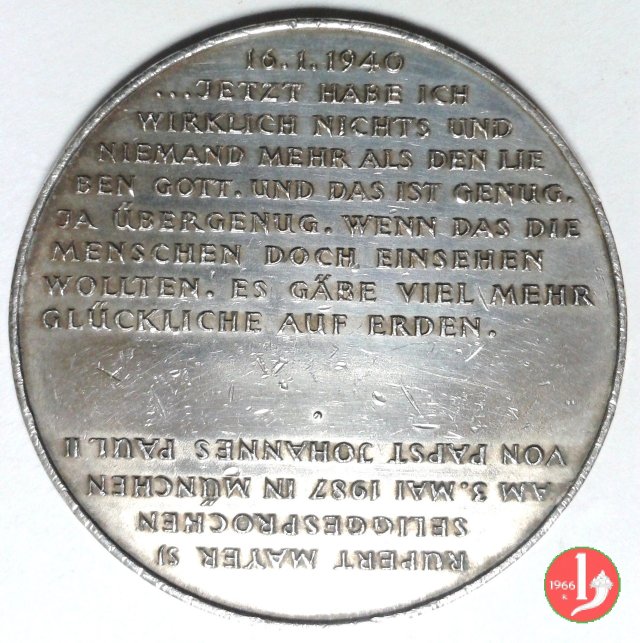 16.1.1940
...JETZT HABE ICH
WIRKLICH NICHTS UND
NIEMAND MEHR ALS DEN LIE
BEN GOTT. UND DAS IST GENUG.
JA ÜBERGENUG. WENN DAS DIE
MENSCHEN DOCH EINSEHEN
WOLLTEN. ES GÄBE VIEL MEHR
GLÜCKLICHE AUF ERDEN.
RUPERT MAYER SJ
SELIGGESPROCHEN
AM 3. MAI 1987 IN MÜNCHEN
VON PAPST JOHANNES PAUL II
1966
K